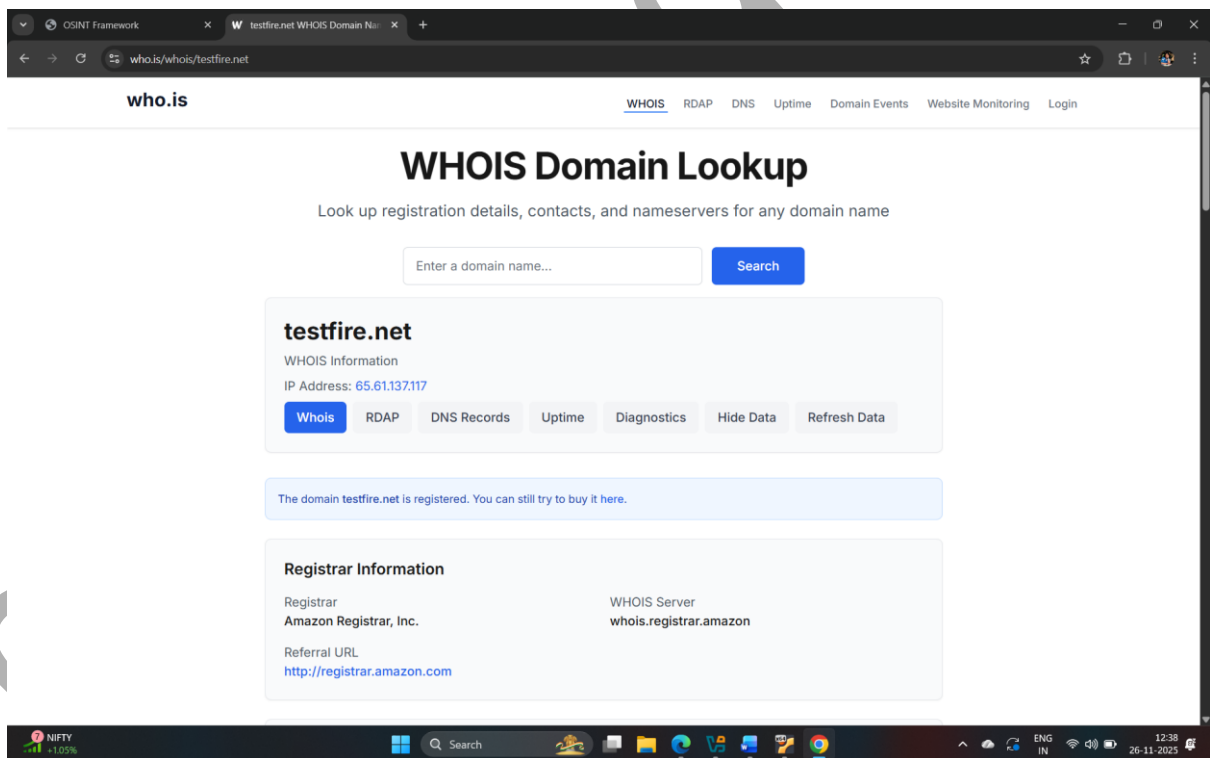 OSINT Framework
testfire.net WHOIS Domain Nar
who.is/whois/testfire.net
who.is
WHOIS RDAP DNS Uptime Domain Events Website Monitoring Login
WHOIS Domain Lookup
Look up registration details, contacts, and nameservers for any domain name
Enter a domain name... Search
testfire.net
WHOIS Information
IP Address: 65.61.137.117
Whois RDAP DNS Records Uptime Diagnostics Hide Data Refresh Data
The domain testfire.net is registered. You can still try to buy it here.
Registrar Information
Registrar WHOIS Server
Amazon Registrar, Inc. whois.registrar.amazon
Referral URL
http://registrar.amazon.com
7 NIFTY
+1.05%
Search
ENG
IN
12:38
26-11-2025